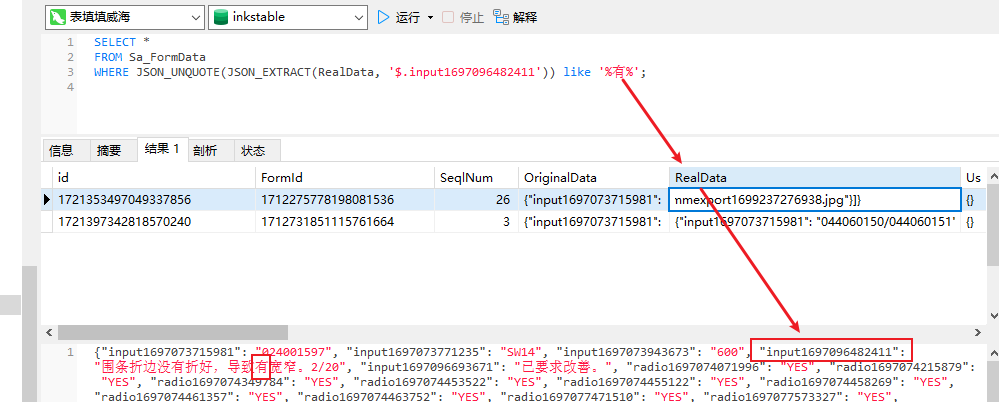 表填填威海 inkstable 运行 停止 解释
1 SELECT *
2 FROM Sa_FormData
3 WHERE JSON_UNQUOTE(JSON_EXTRACT(RealData, '$.input1697096482411')) like '%有%';
4
信息 摘要 结果 1 剖析 状态
id FormId SeqlNum OriginalData RealData Us
1721353497049337856 1712275778198081536 26 {"input1697073715981": nmexport1699237276938.jpg"}]} {}
1721397342818570240 1712731851115761664 3 {"input1697073715981": {"input1697073715981": "044060150/044060151" {}
1 {"input1697073715981": "024001597", "input1697073771235": "SW14", "input1697073943673": "600", "input1697096482411":
"围条折边没有折好，导致有宽窄。2/20", "input1697096693671": "已要求改善。", "radio1697074071996": "YES", "radio1697074215879":
"YES", "radio1697074349784": "YES", "radio1697074453522": "YES", "radio1697074455122": "YES", "radio1697074458269": "YES",
"radio1697074461357": "YES", "radio1697074463752": "YES", "radio1697077471510": "YES", "radio1697077573327": "YES",